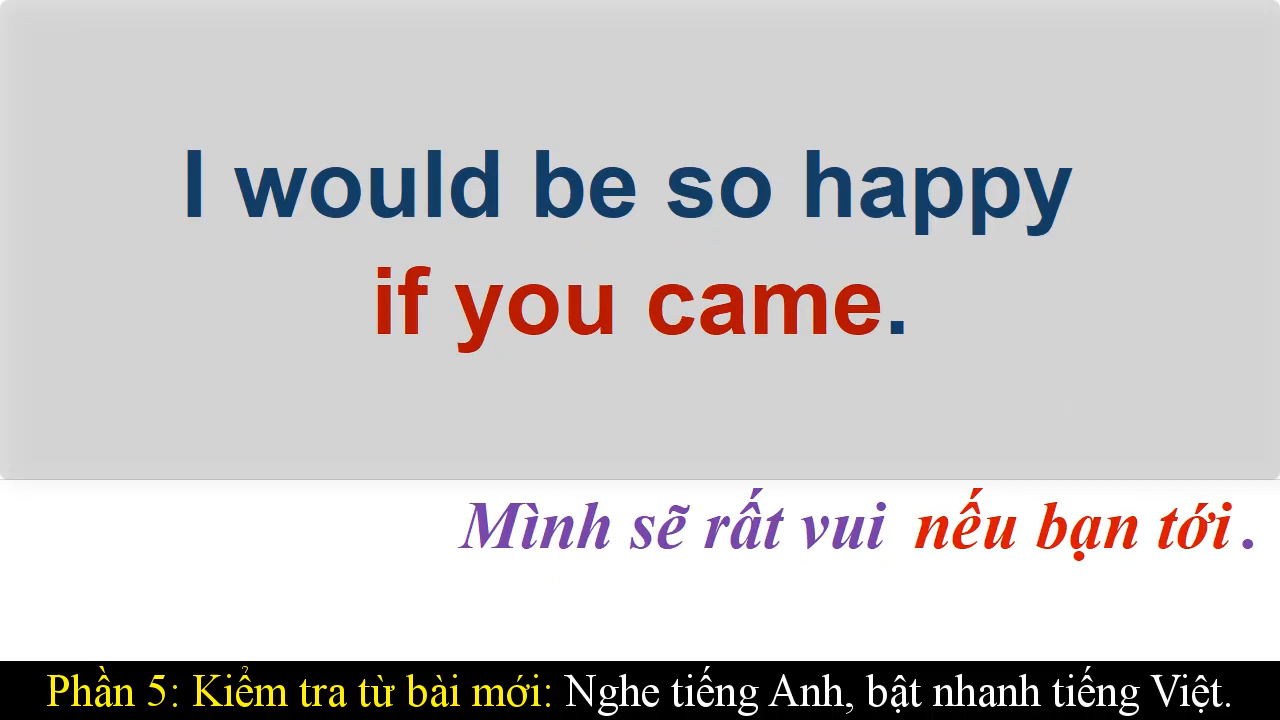 I would be so happy
if you came.
Mình sẽ rất vui nếu bạn tới.
Phần 5: Kiểm tra từ bài mới: Nghe tiếng Anh, bật nhanh tiếng Việt.